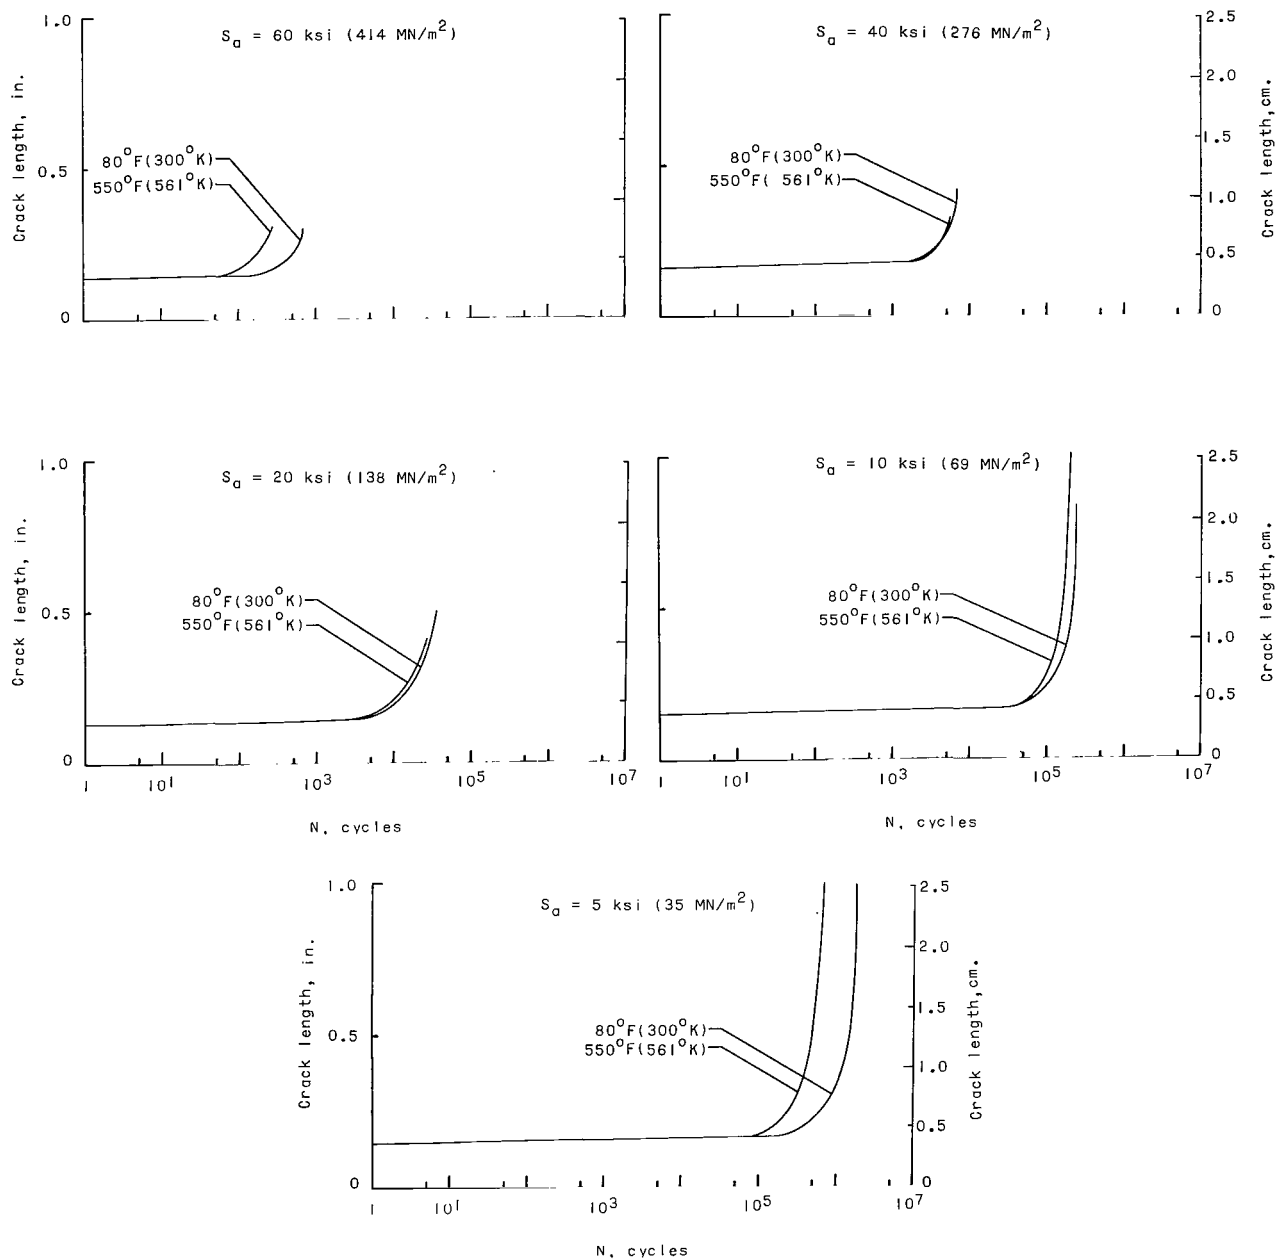 1.0
S_a = 60 ksi (414 MN/m²)
Crack length, in.
80°F(300°K)
0.5
550°F(561°K)
0
S_a = 40 ksi (276 MN/m²)
2.5
2.0
1.5
80°F(300°K)
550°F( 561°K)
1.0
0.5
0
Crack length,cm.
1.0
S_a = 20 ksi (138 MN/m²)
Crack length, in.
80°F(300°K)
0.5
550°F(561°K)
0
1 10¹ 10³ 10⁵ 10⁷
N, cycles
S_a = 10 ksi (69 MN/m²)
2.5
2.0
1.5
80°F(300°K)
550°F(561°K)
1.0
0.5
0
Crack length,cm.
10¹ 10³ 10⁵ 10⁷
1
N, cycles
1.0
S_a = 5 ksi (35 MN/m²)
2.5
2.0
Crack length, in.
1.5
0.5
80°F(300°K)
550°F(561°K)
1.0
0.5
0
0
Crack length,cm.
1 10¹ 10³ 10⁵ 10⁷
N, cycles